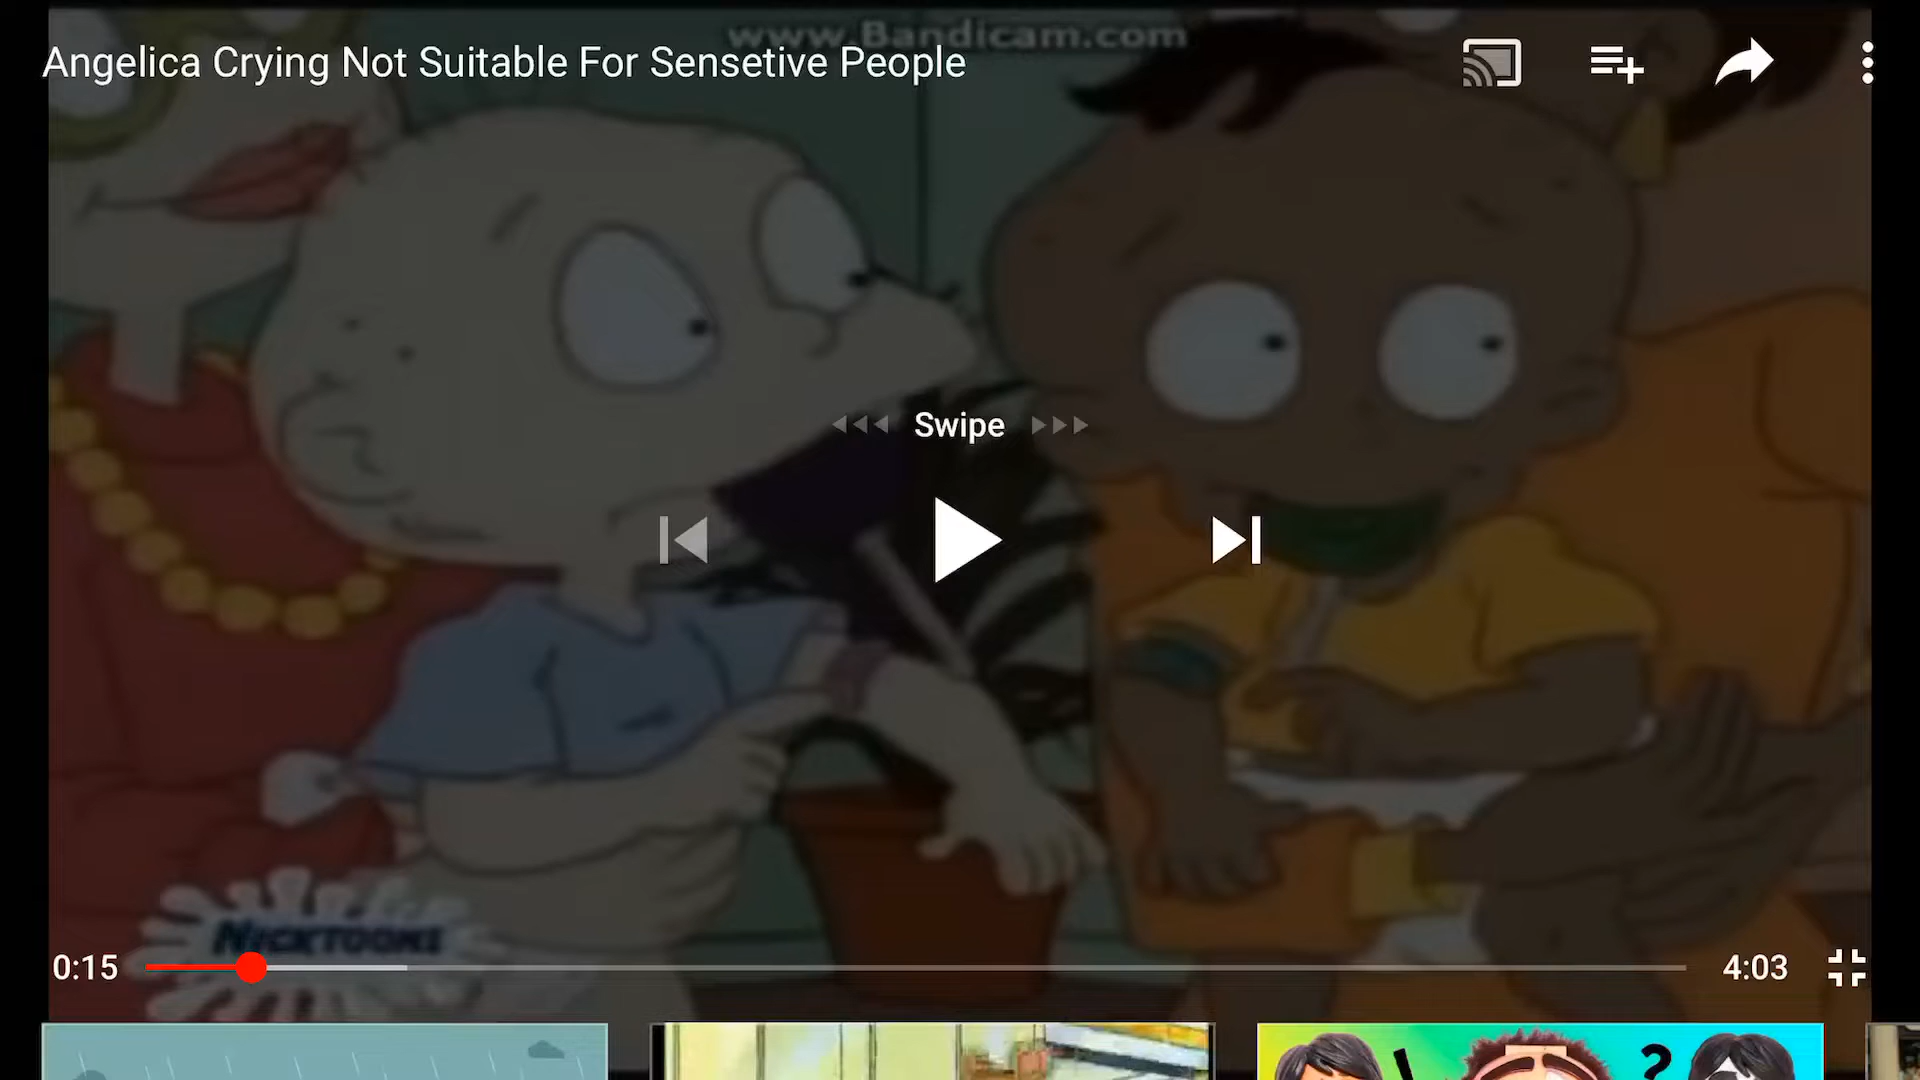 www.Bandicam.com
Angelica Crying Not Suitable For Sensetive People
Swipe
NICKTOONS
0:15
4:03
?